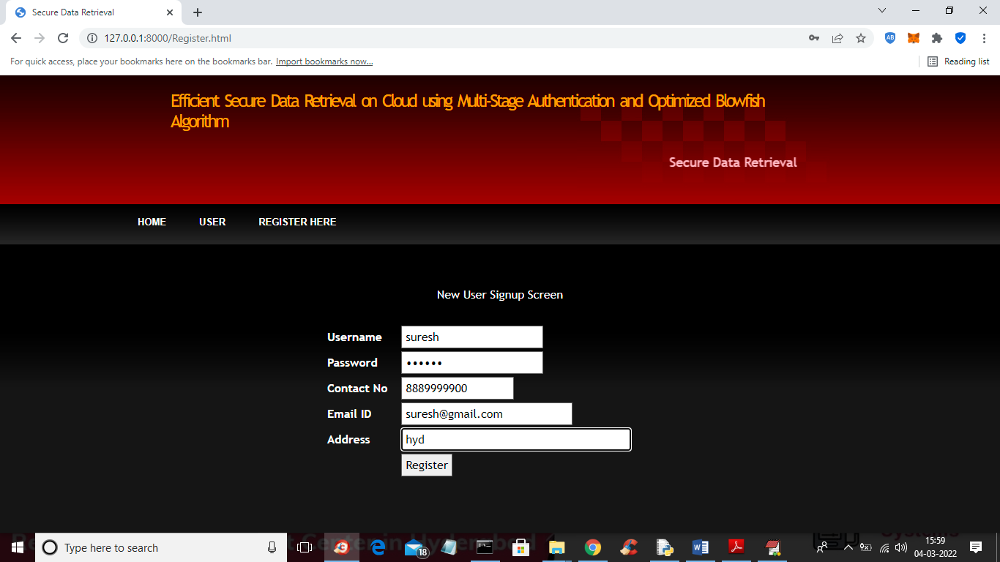 Secure Data Retrieval
127.0.0.1:8000/Register.html
For quick access, place your bookmarks here on the bookmarks bar. Import bookmarks now...
Reading list
Efficient Secure Data Retrieval on Cloud using Multi-Stage Authentication and Optimized Blowfish
Algorithm
Secure Data Retrieval
HOME USER REGISTER HERE
New User Signup Screen
Username suresh
Password ••••••
Contact No 8889999900
Email ID suresh@gmail.com
Address hyd
Register
Type here to search
18
15:59
04-03-2022